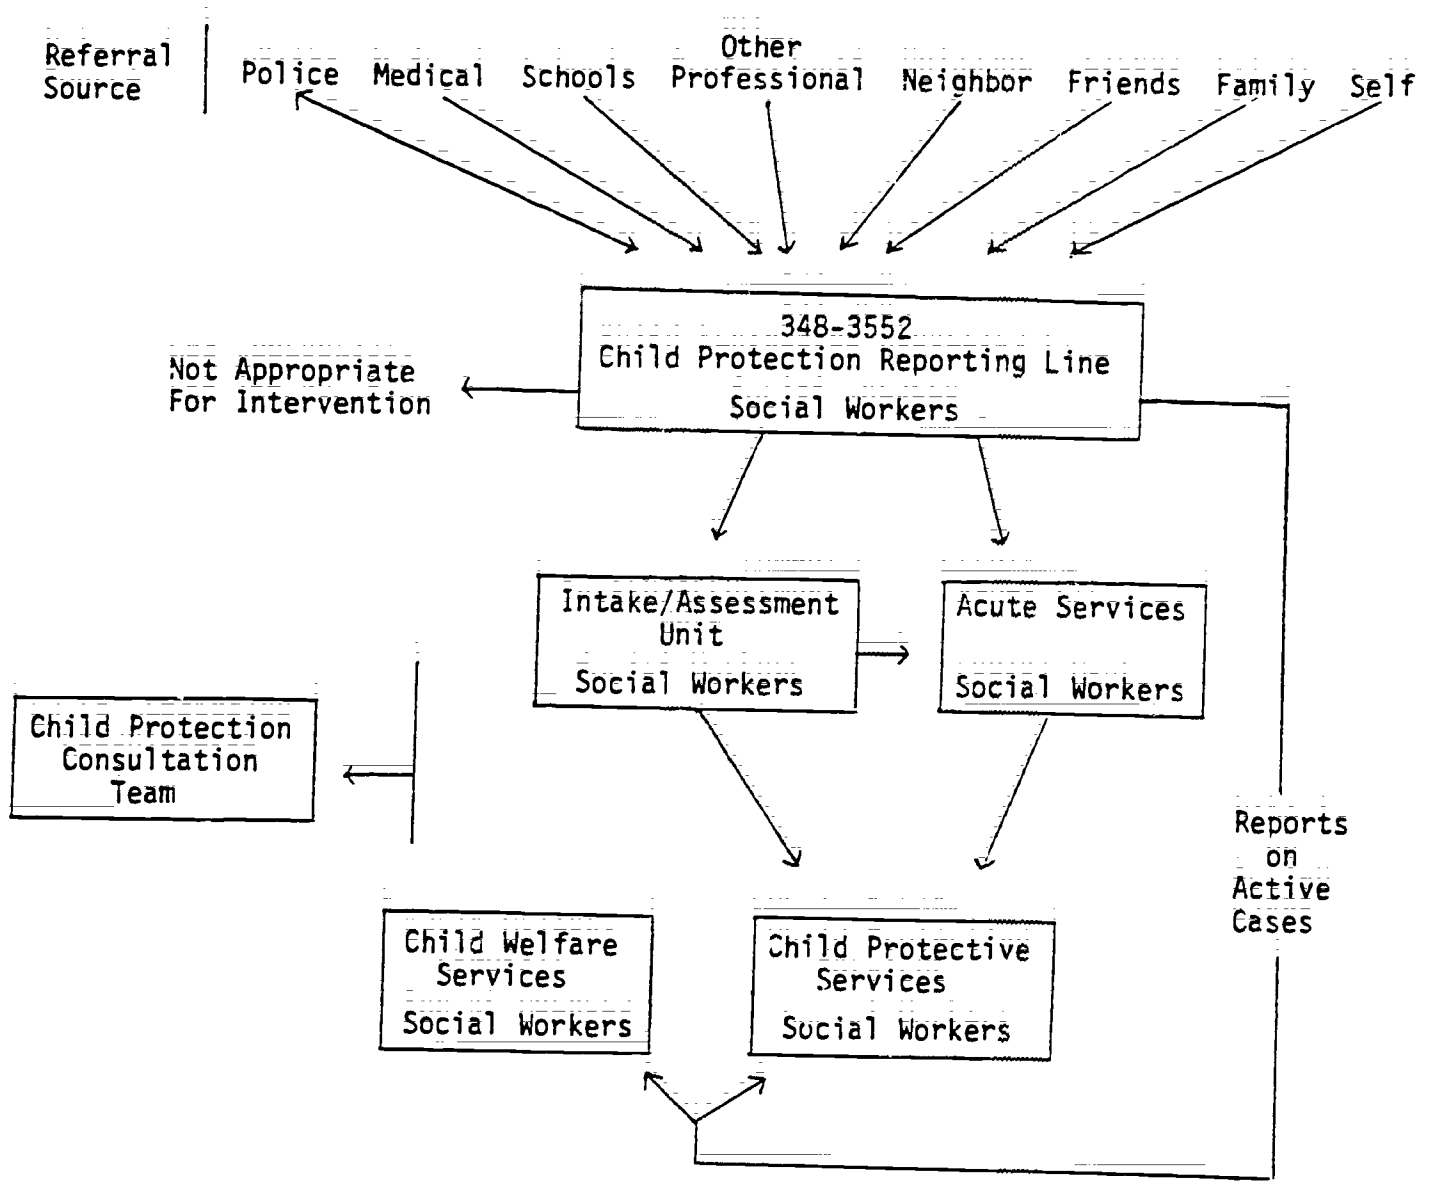 Referral
Source
Police Medical Schools Other
Professional Neighbor Friends Family Self
348-3552
Child Protection Reporting Line
Social Workers
Not Appropriate
For Intervention
Intake/Assessment
Unit
Social Workers
Acute Services
Social Workers
Child Protection
Consultation
Team
Reports
on
Active
Cases
Child Welfare
Services
Social Workers
Child Protective
Services
Social Workers